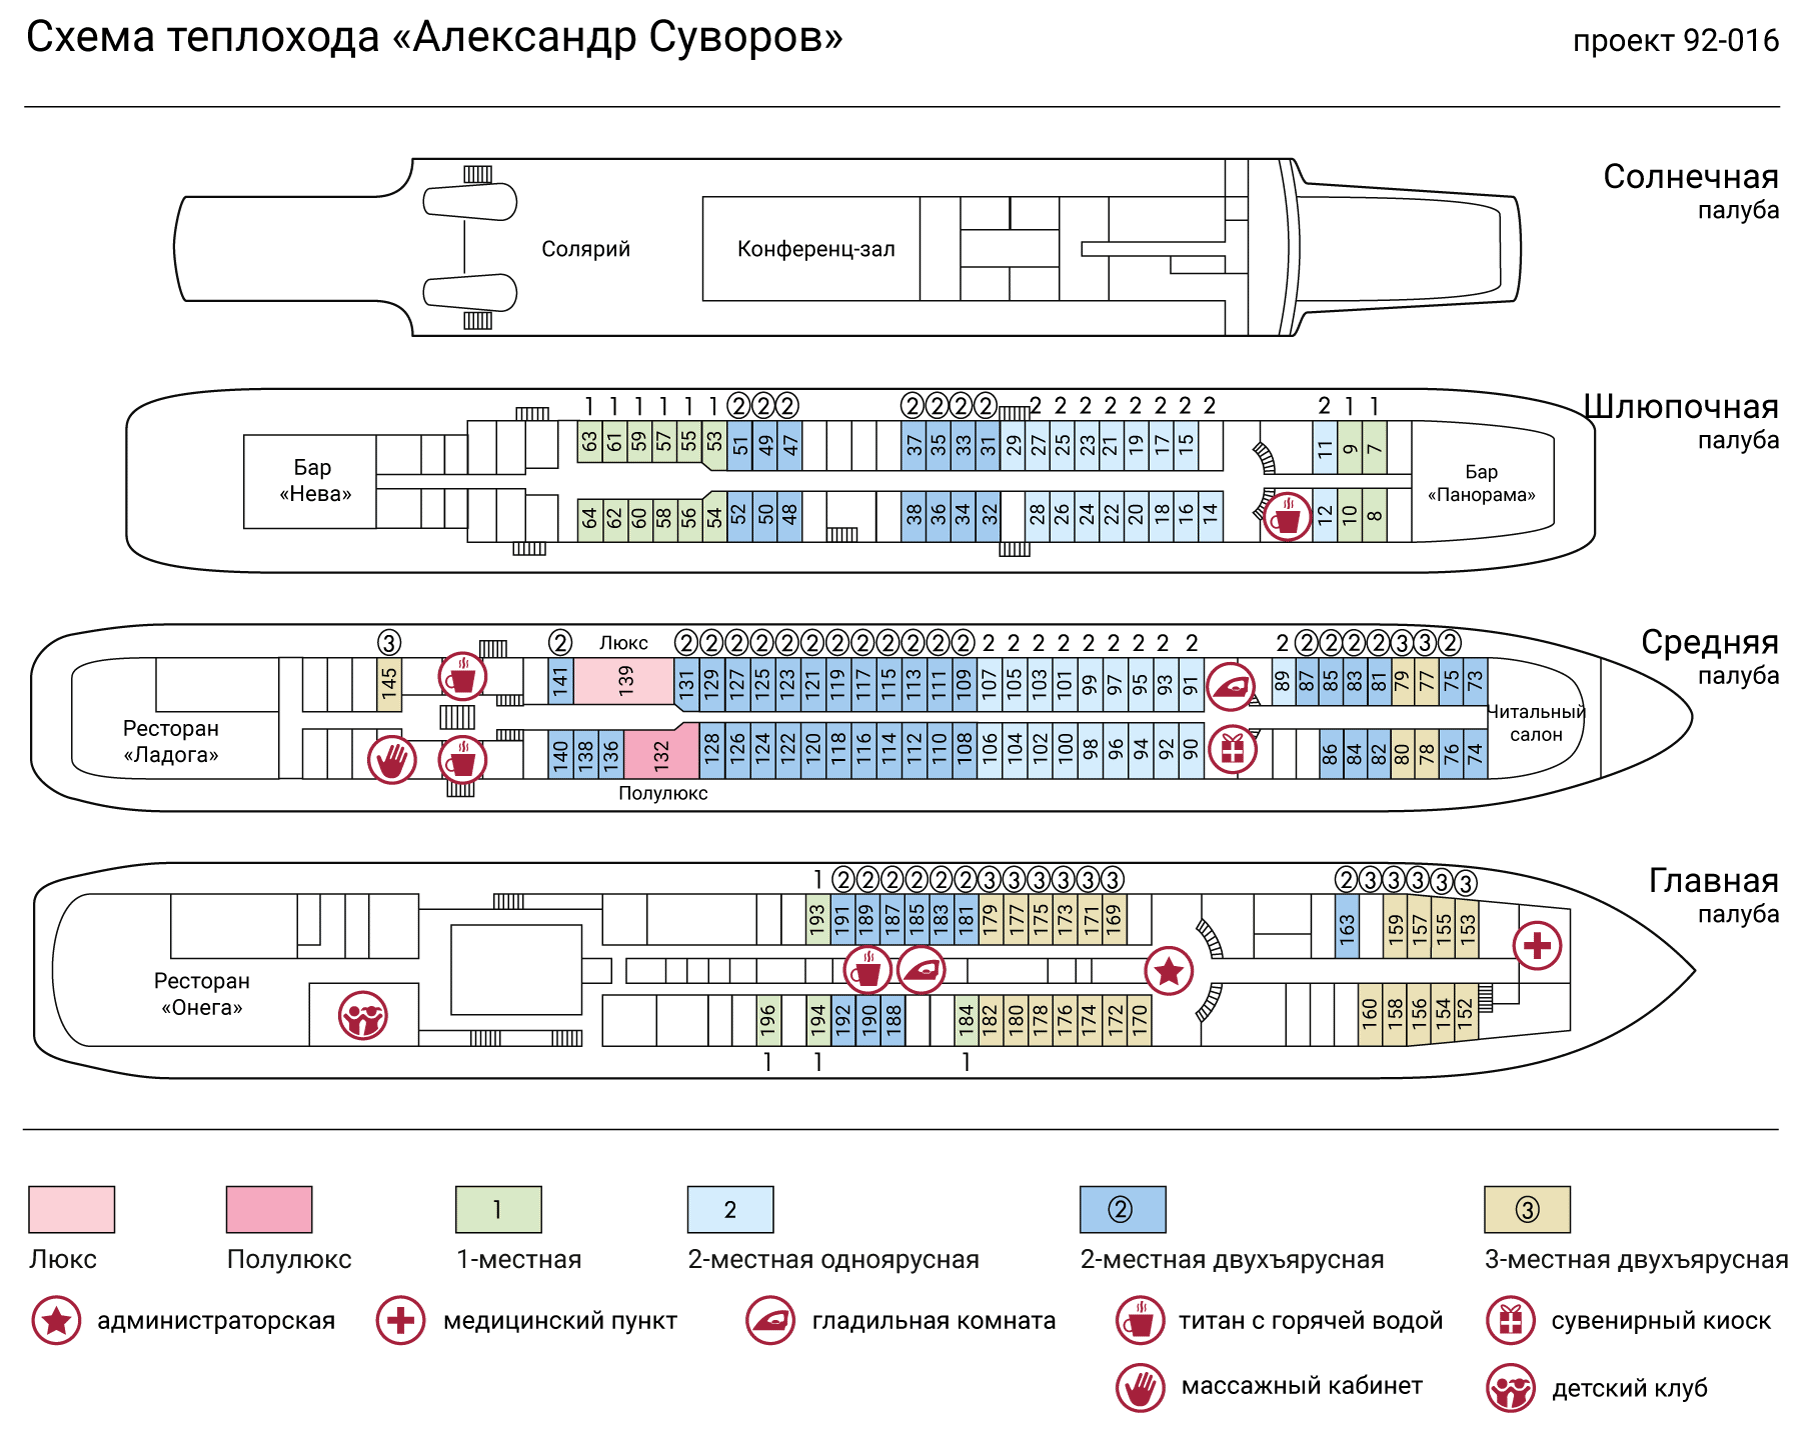 Схема теплохода «Александр Суворов»
проект 92-016
Солнечная
палуба
Солярий
Конференц-зал
Шлюпочная
палуба
1 1 1 1 1 1 2 2 2 2 2 2 2 2 2 2 2 2 2 2 2 2 1 1
63 61 59 57 55 53 51 49 47 37 35 33 31 29 27 25 23 21 19 17 15 11 9 7
Бар
«Нева»
Бар
«Панорама»
64 62 60 58 56 54 52 50 48 38 36 34 32 28 26 24 22 20 18 16 14 12 10 8
Средняя
палуба
3 2 Люкс 2 2 2 2 2 2 2 2 2 2 2 2 2 2 2 2 2 2 2 2 2 2 2 2 2 2 3 3 2
145 141 139 131 129 127 125 123 121 119 117 115 113 111 109 107 105 103 101 99 97 95 93 91 89 87 85 83 81 79 77 75 73
Ресторан
«Ладога»
Читальный
салон
140 138 136 132 128 126 124 122 120 118 116 114 112 110 108 106 104 102 100 98 96 94 92 90 86 84 82 80 78 76 74
Полулюкс
Главная
палуба
1 2 2 2 2 2 2 3 3 3 3 3 3 2 3 3 3 3 3
193 191 189 187 185 183 181 179 177 175 173 171 169 163 159 157 155 153
Ресторан
«Онега»
196 194 192 190 188 184 182 180 178 176 174 172 170 160 158 156 154 152
1 1 1
1 2 2 3
Люкс Полулюкс 1-местная 2-местная одноярусная 2-местная двухъярусная 3-местная двухъярусная
администраторская медицинский пункт гладильная комната титан с горячей водой сувенирный киоск
массажный кабинет детский клуб